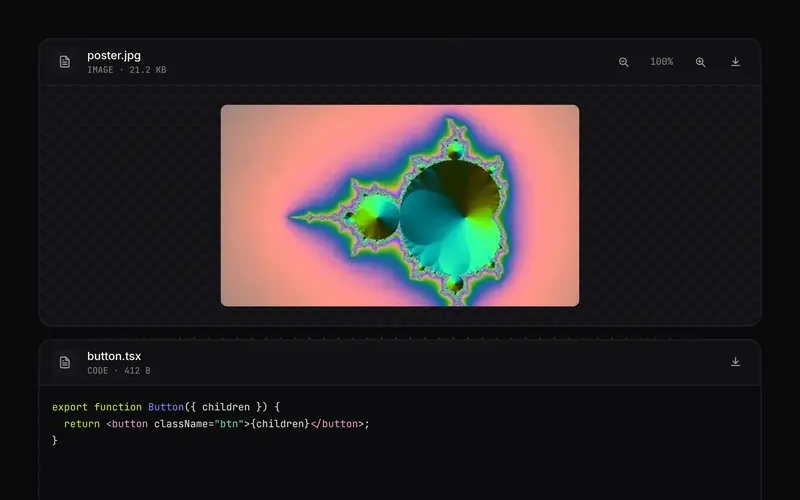 poster.jpg
IMAGE · 21.2 KB
100%
button.tsx
CODE · 412 B
export function Button({ children }) {
  return <button className="btn">{children}</button>;
}